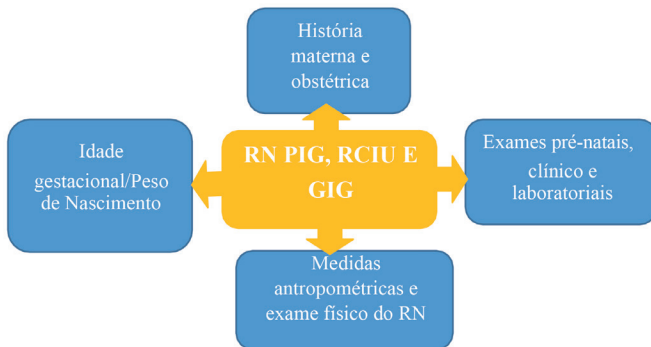 História
materna e
obstétrica
Idade
gestacional/Peso
de Nascimento
RN PIG, RCIU E
GIG
Exames pré-natais,
clínico e
laboratoriais
Medidas
antropométricas e
exame físico do RN